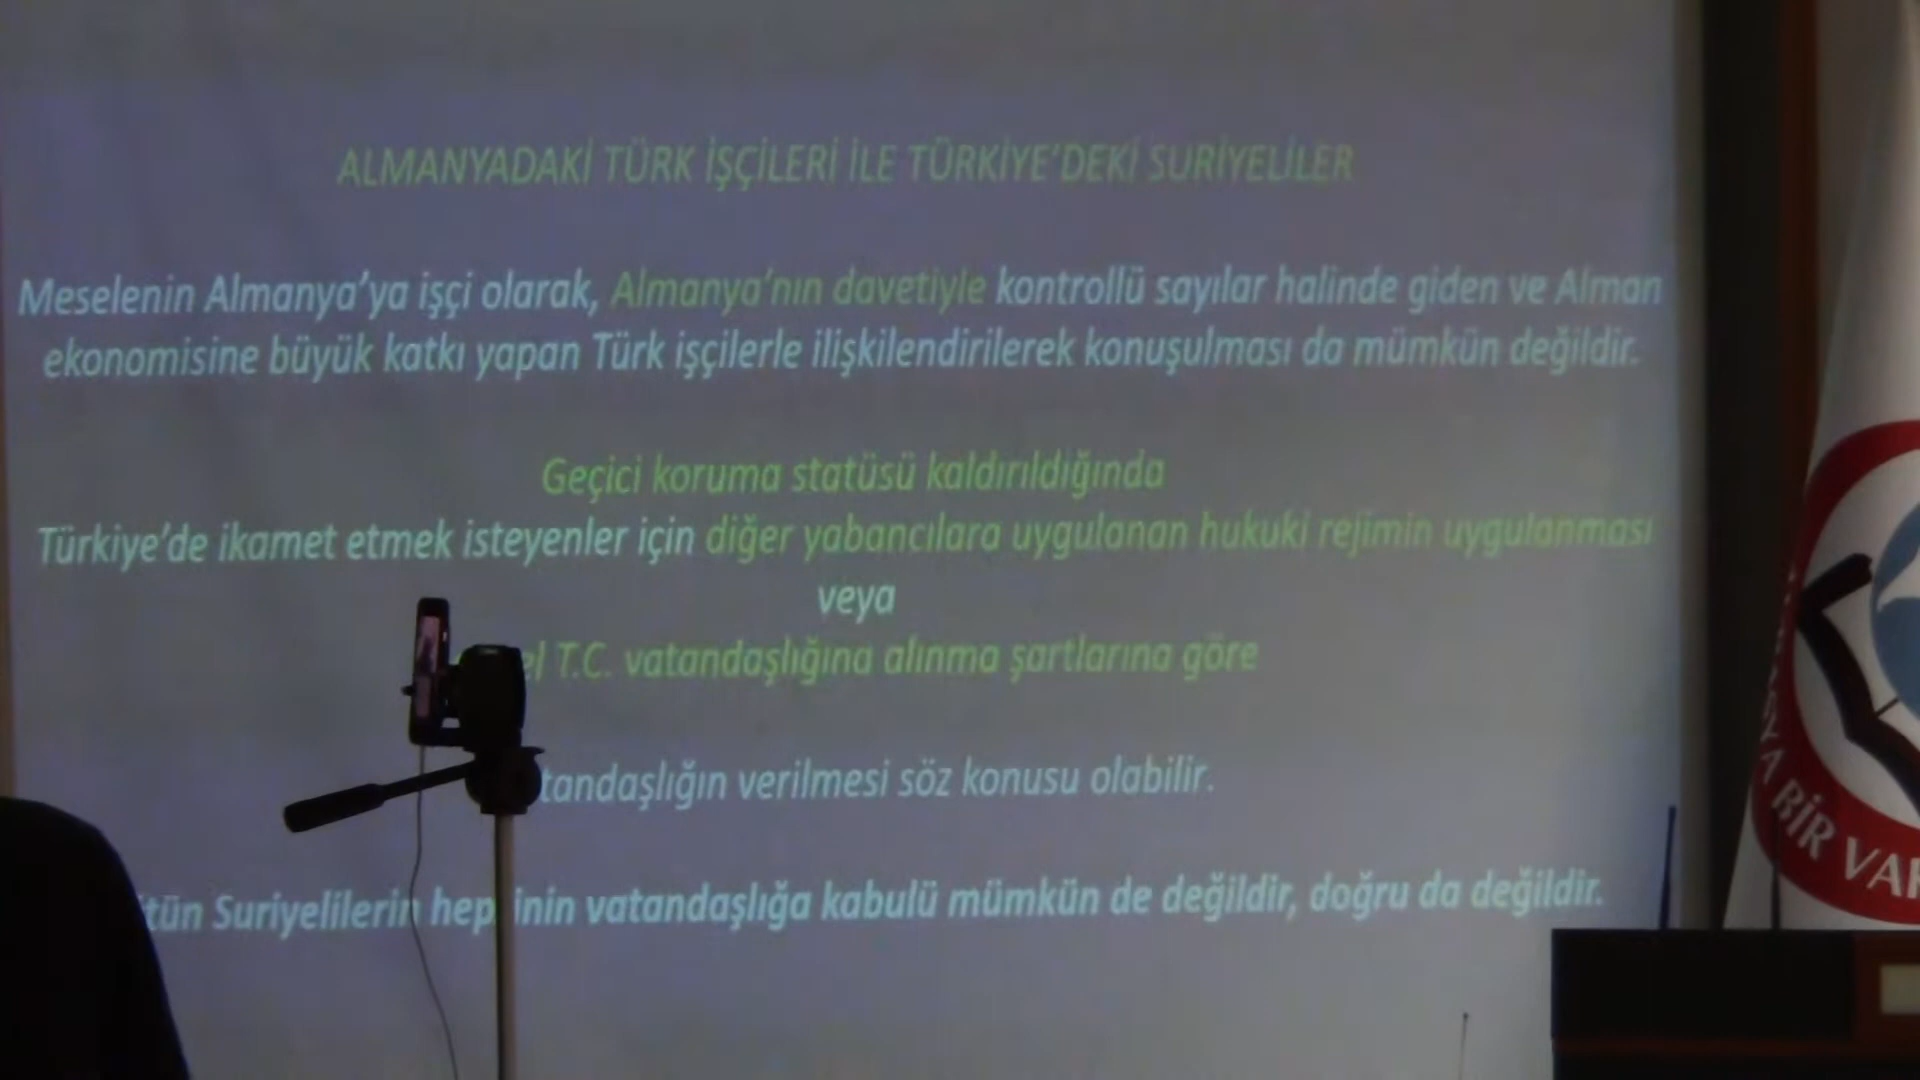 ALMANYADAKİ TÜRK İŞÇİLERİ İLE TÜRKİYE'DEKİ SURİYELİLER
Meselenin Almanya'ya işçi olarak, Almanya'nın davetiyle kontrollü sayılar halinde giden ve Alman
ekonomisine büyük katkı yapan Türk işçilerle ilişkilendirilerek konuşulması da mümkün değildir.
Geçici koruma statüsü kaldırıldığında
Türkiye'de ikamet etmek isteyenler için diğer yabancılara uygulanan hukuki rejimin uygulanması
veya
T.C. vatandaşlığına alınma şartlarına göre
verilmesi söz konusu olabilir.
Suriyelilerin vatandaşlığa kabulü mümkün de değildir, doğru da değildir.
BİR